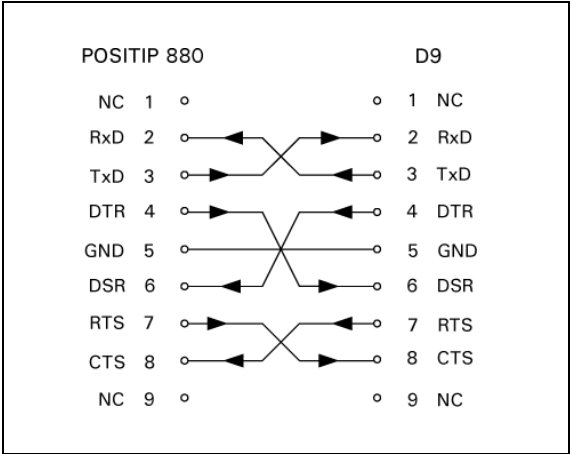 POSITIP 880 D9
NC 1 1 NC
RxD 2 2 RxD
TxD 3 3 TxD
DTR 4 4 DTR
GND 5 5 GND
DSR 6 6 DSR
RTS 7 7 RTS
CTS 8 8 CTS
NC 9 9 NC